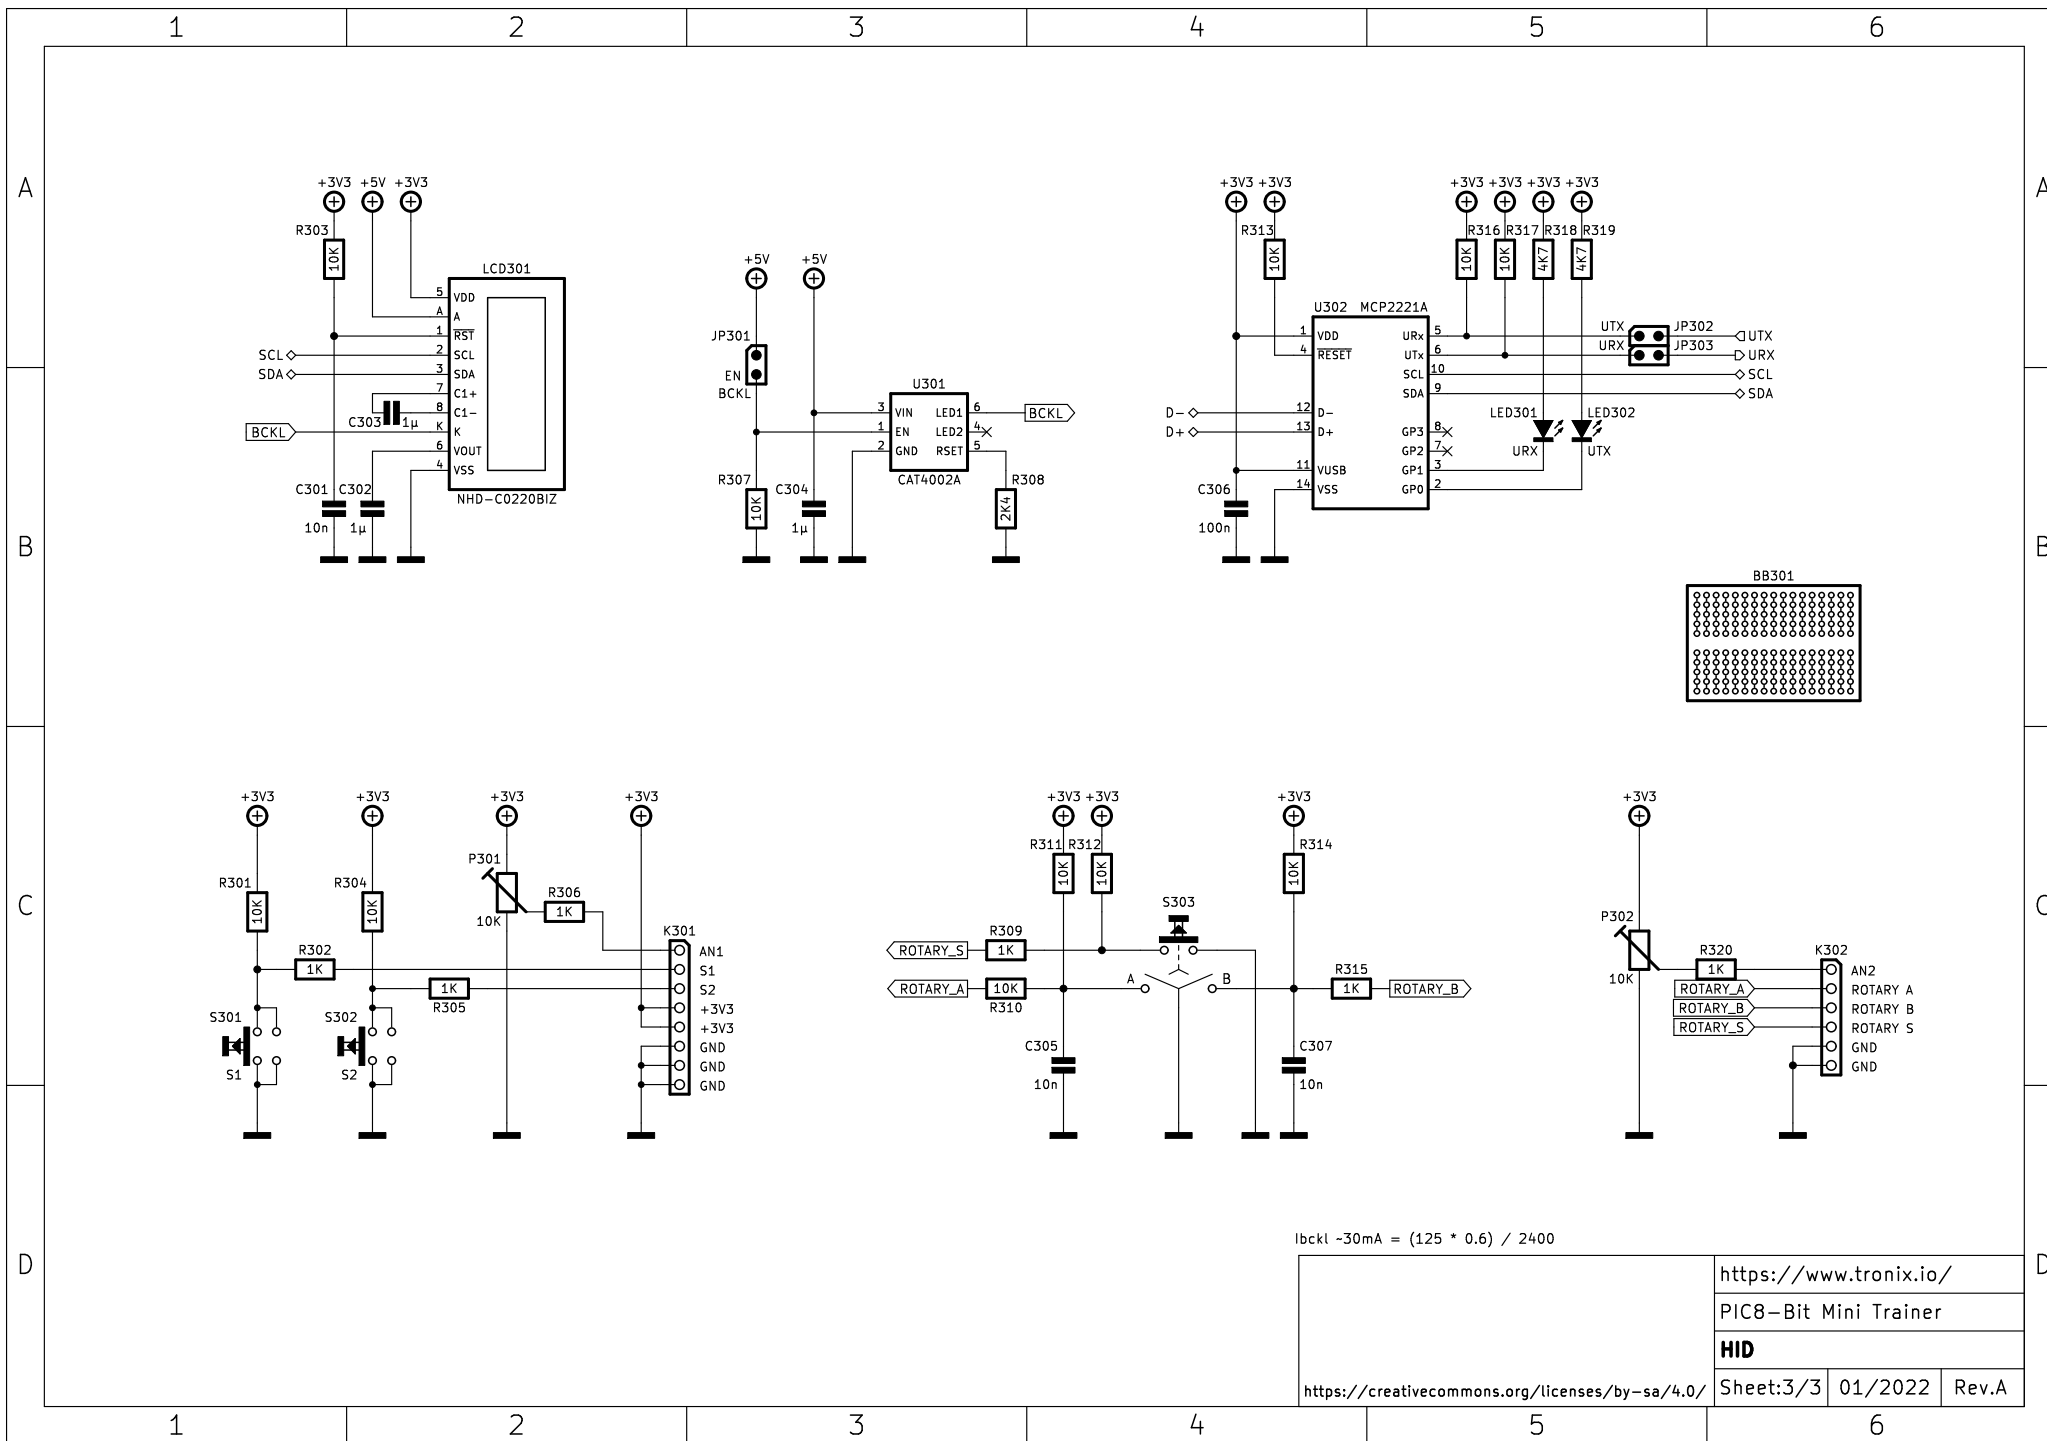 1 2 3 4 5 6
A A
B B
C C
D D
+3V3 +5V +3V3
R303
10K
LCD301
5 VDD
A A
1 RST
SCL 2 SCL
SDA 3 SDA
7 C1+
8 C1-
C303 1µ
BCKL K K
6 VOUT
4 VSS
C301 C302
10n 1µ
NHD-C0220BIZ
+5V +5V
JP301
EN
BCKL
U301
3 VIN LED1 6 BCKL
1 EN LED2 4
2 GND RSET 5
CAT4002A
R307 C304 R308
10K 1µ 2K4
+3V3 +3V3
R313
10K
+3V3 +3V3 +3V3 +3V3
R316 R317 R318 R319
10K 10K 4K7 4K7
U302 MCP2221A
1 VDD URx 5 UTX JP302 UTX
4 RESET UTx 6 URX JP303 URX
SCL 10 SCL
SDA 9 SDA
D- 12 D-
D+ 13 D+
GP3 8
GP2 7
11 VUSB GP1 3
14 VSS GP0 2
LED301 LED302
URX UTX
C306
100n
BB301
+3V3 +3V3 +3V3 +3V3
R301 R304
10K 10K
R302
1K
P301
10K
R306
1K
1K
R305
S301 S302
S1 S2
K301
AN1
S1
S2
+3V3
+3V3
GND
GND
GND
+3V3 +3V3 +3V3
R311 R312 R314
10K 10K 10K
S303
R309
ROTARY_S 1K
ROTARY_A 10K
R310
A B
R315
1K ROTARY_B
C305 C307
10n 10n
+3V3
P302
10K
R320
1K
ROTARY_A
ROTARY_B
ROTARY_S
K302
AN2
ROTARY A
ROTARY B
ROTARY S
GND
GND
Ibckl ~30mA = (125 * 0.6) / 2400
https://www.tronix.io/
PIC8-Bit Mini Trainer
HID
https://creativecommons.org/licenses/by-sa/4.0/
Sheet:3/3 01/2022 Rev.A
1 2 3 4 5 6